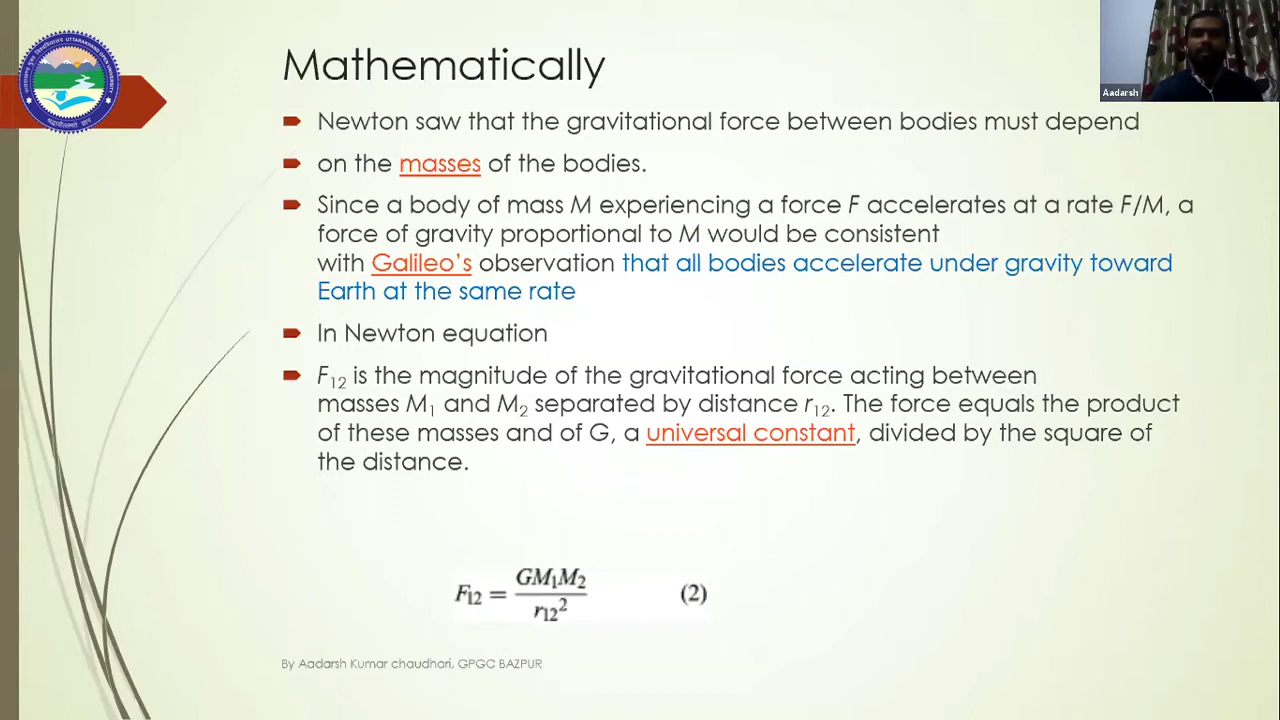 Mathematically
Aadarsh
Newton saw that the gravitational force between bodies must depend
on the masses of the bodies.
Since a body of mass M experiencing a force F accelerates at a rate F/M, a
force of gravity proportional to M would be consistent
with Galileo's observation that all bodies accelerate under gravity toward
Earth at the same rate
In Newton equation
F₁₂ is the magnitude of the gravitational force acting between
masses M₁ and M₂ separated by distance r₁₂. The force equals the product
of these masses and of G, a universal constant, divided by the square of
the distance.
F₁₂ = GM₁M₂ / r₁₂² (2)
By Aadarsh Kumar chaudhari, GPGC BAZPUR